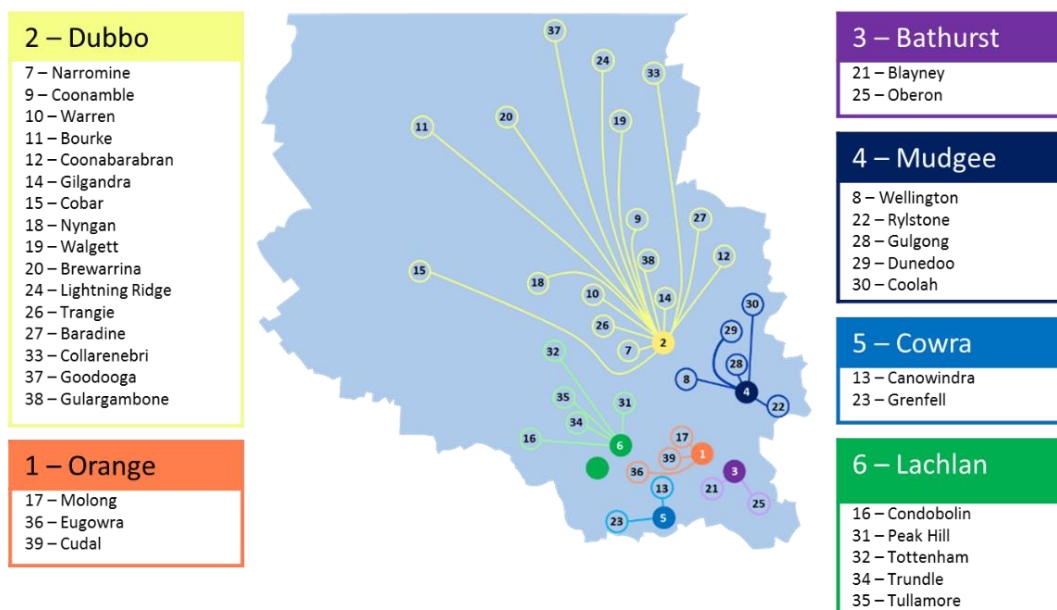 2 – Dubbo
7 – Narromine
9 – Coonamble
10 – Warren
11 – Bourke
12 – Coonabarabran
14 – Gilgandra
15 – Cobar
18 – Nyngan
19 – Walgett
20 – Brewarrina
24 – Lightning Ridge
26 – Trangie
27 – Baradine
33 – Collarenebri
37 – Goodooga
38 – Gulargambone
1 – Orange
17 – Molong
36 – Eugowra
39 – Cudal
37
24
33
11
20
19
9
27
38
12
15
18
10
14
30
26
29
2
7
32
28
8
4
22
35
31
34
16
6
17
1
39
36
3
13
21
25
23
5
3 – Bathurst
21 – Blayney
25 – Oberon
4 – Mudgee
8 – Wellington
22 – Rylstone
28 – Gulgong
29 – Dunedoo
30 – Coolah
5 – Cowra
13 – Canowindra
23 – Grenfell
6 – Lachlan
16 – Condobolin
31 – Peak Hill
32 – Tottenham
34 – Trundle
35 – Tullamore